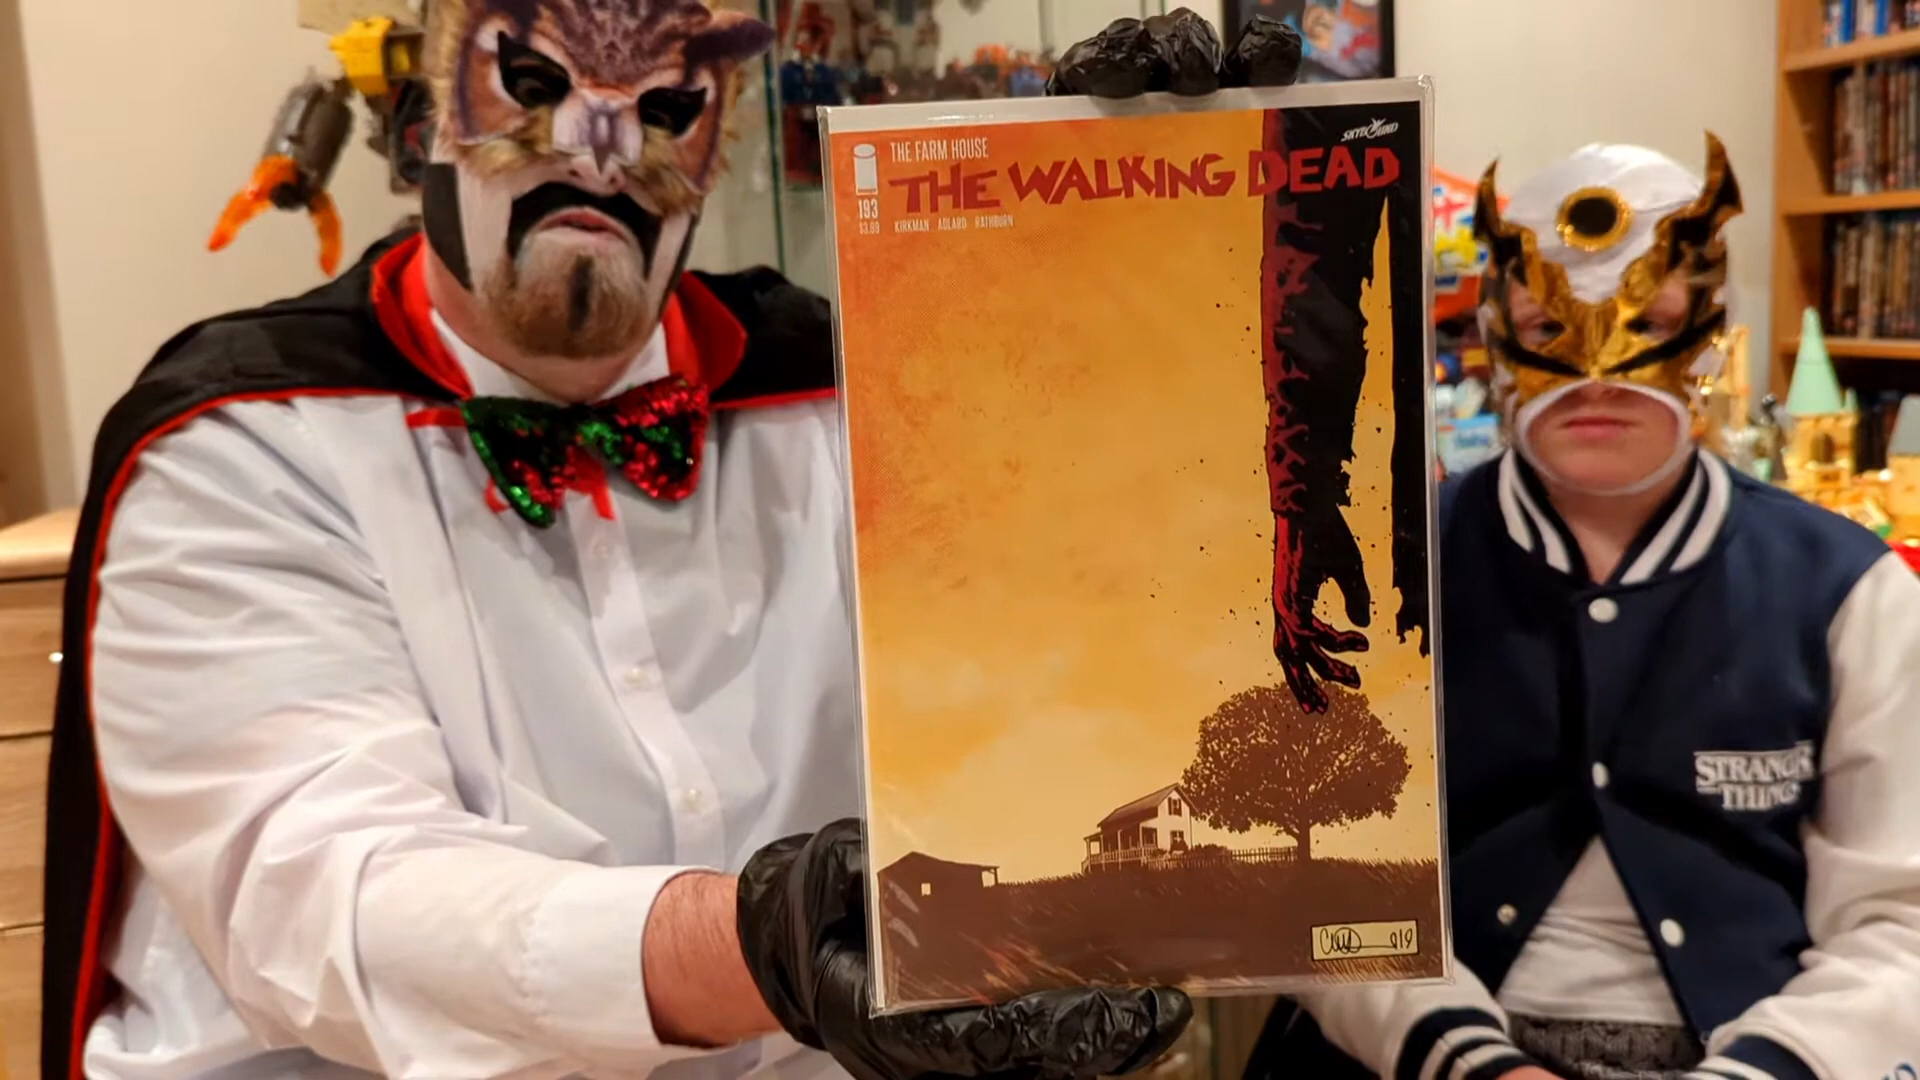 SKYBOUND
THE FARM HOUSE
THE WALKING DEAD
193
$3.99
KIRKMAN ADLARD RATHBURN
STRANGER
THINGS